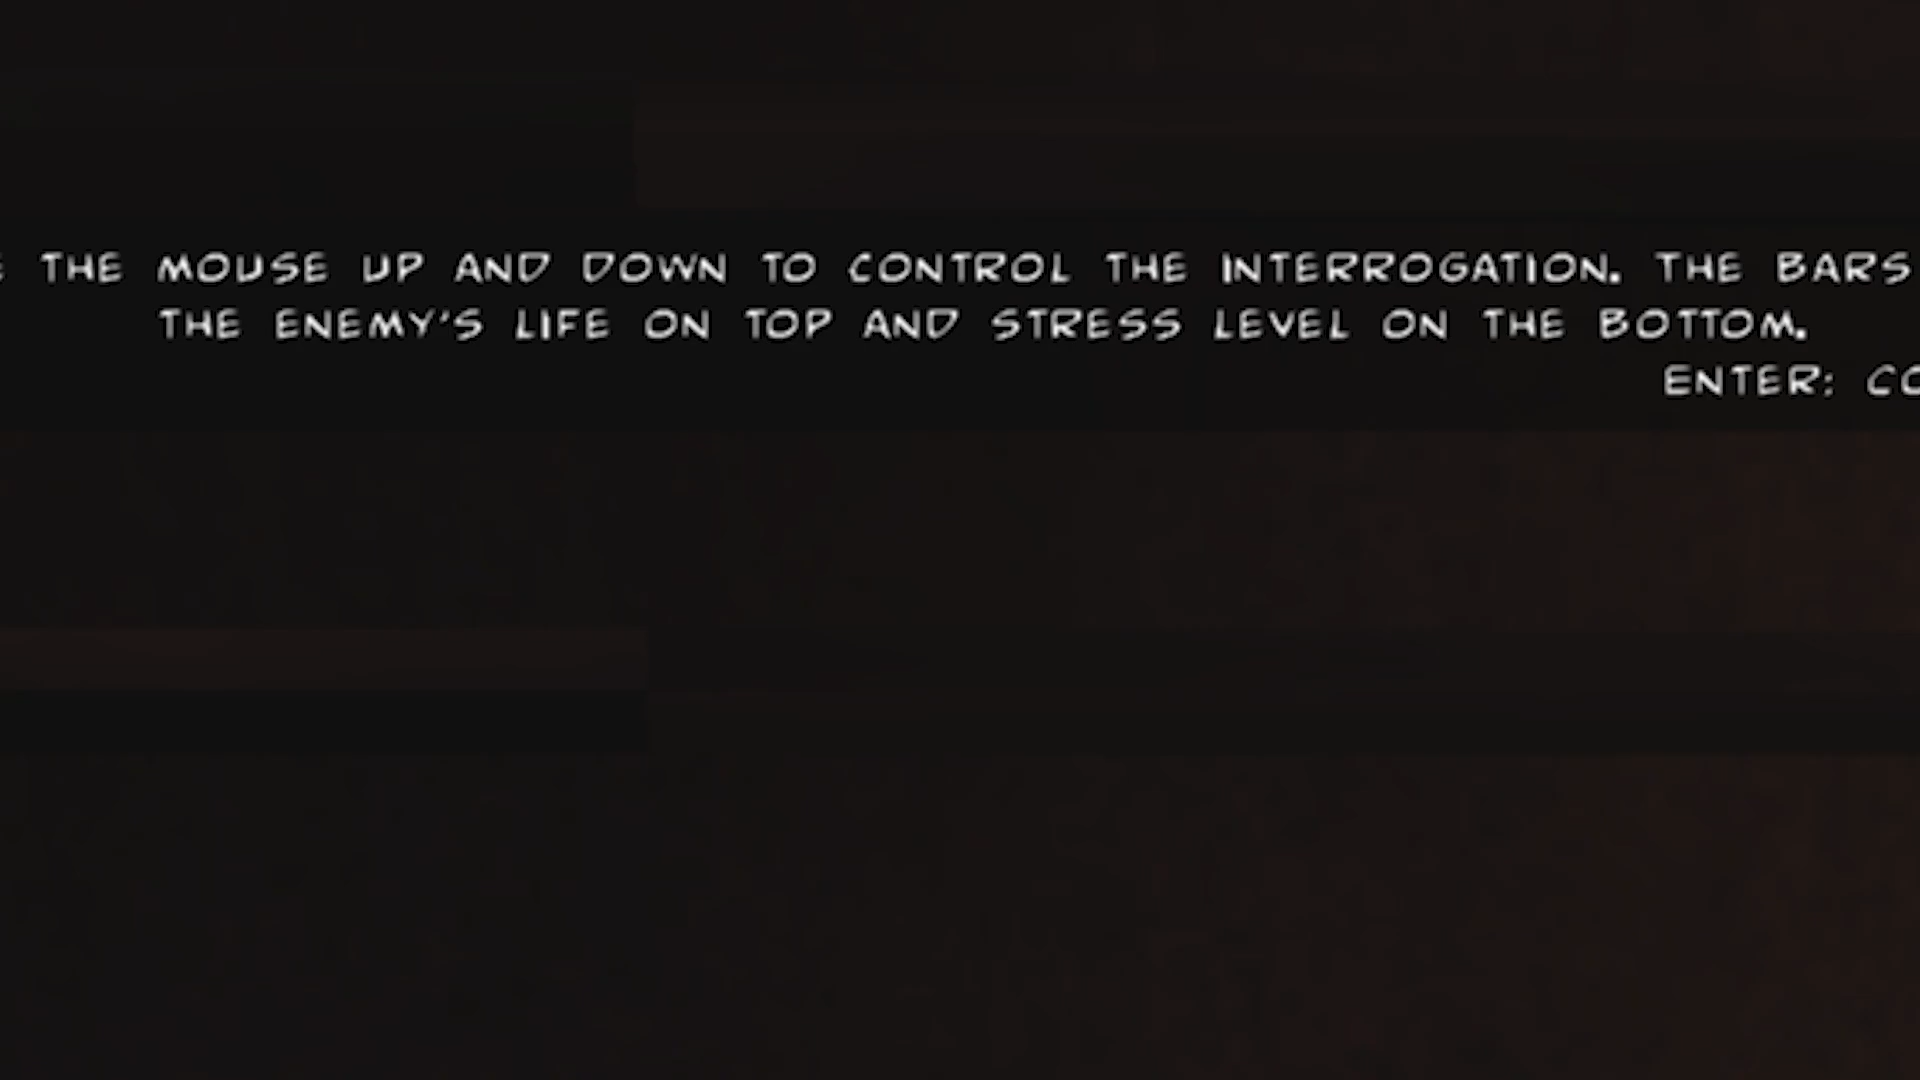 THE MOUSE UP AND DOWN TO CONTROL THE INTERROGATION. THE BARS
THE ENEMY'S LIFE ON TOP AND STRESS LEVEL ON THE BOTTOM.
ENTER: